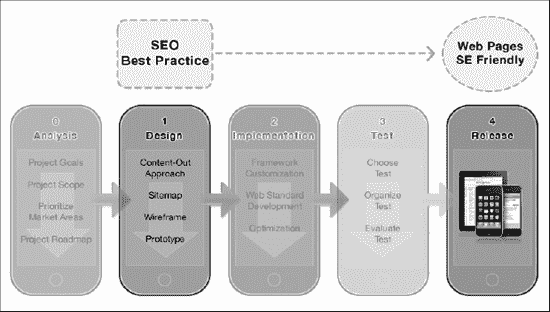 SEO
Best Practice
Web Pages
SE Friendly
0
Analysis
Project Goals
Project Scope
Prioritize
Market Areas
Project Roadmap
1
Design
Content-Out
Approach
Sitemap
Wireframe
Prototype
2
Implementation
Framework
Customization
Web Standard
Development
Optimization
3
Test
Choose
Test
Organize
Test
Evaluate
Test
4
Release